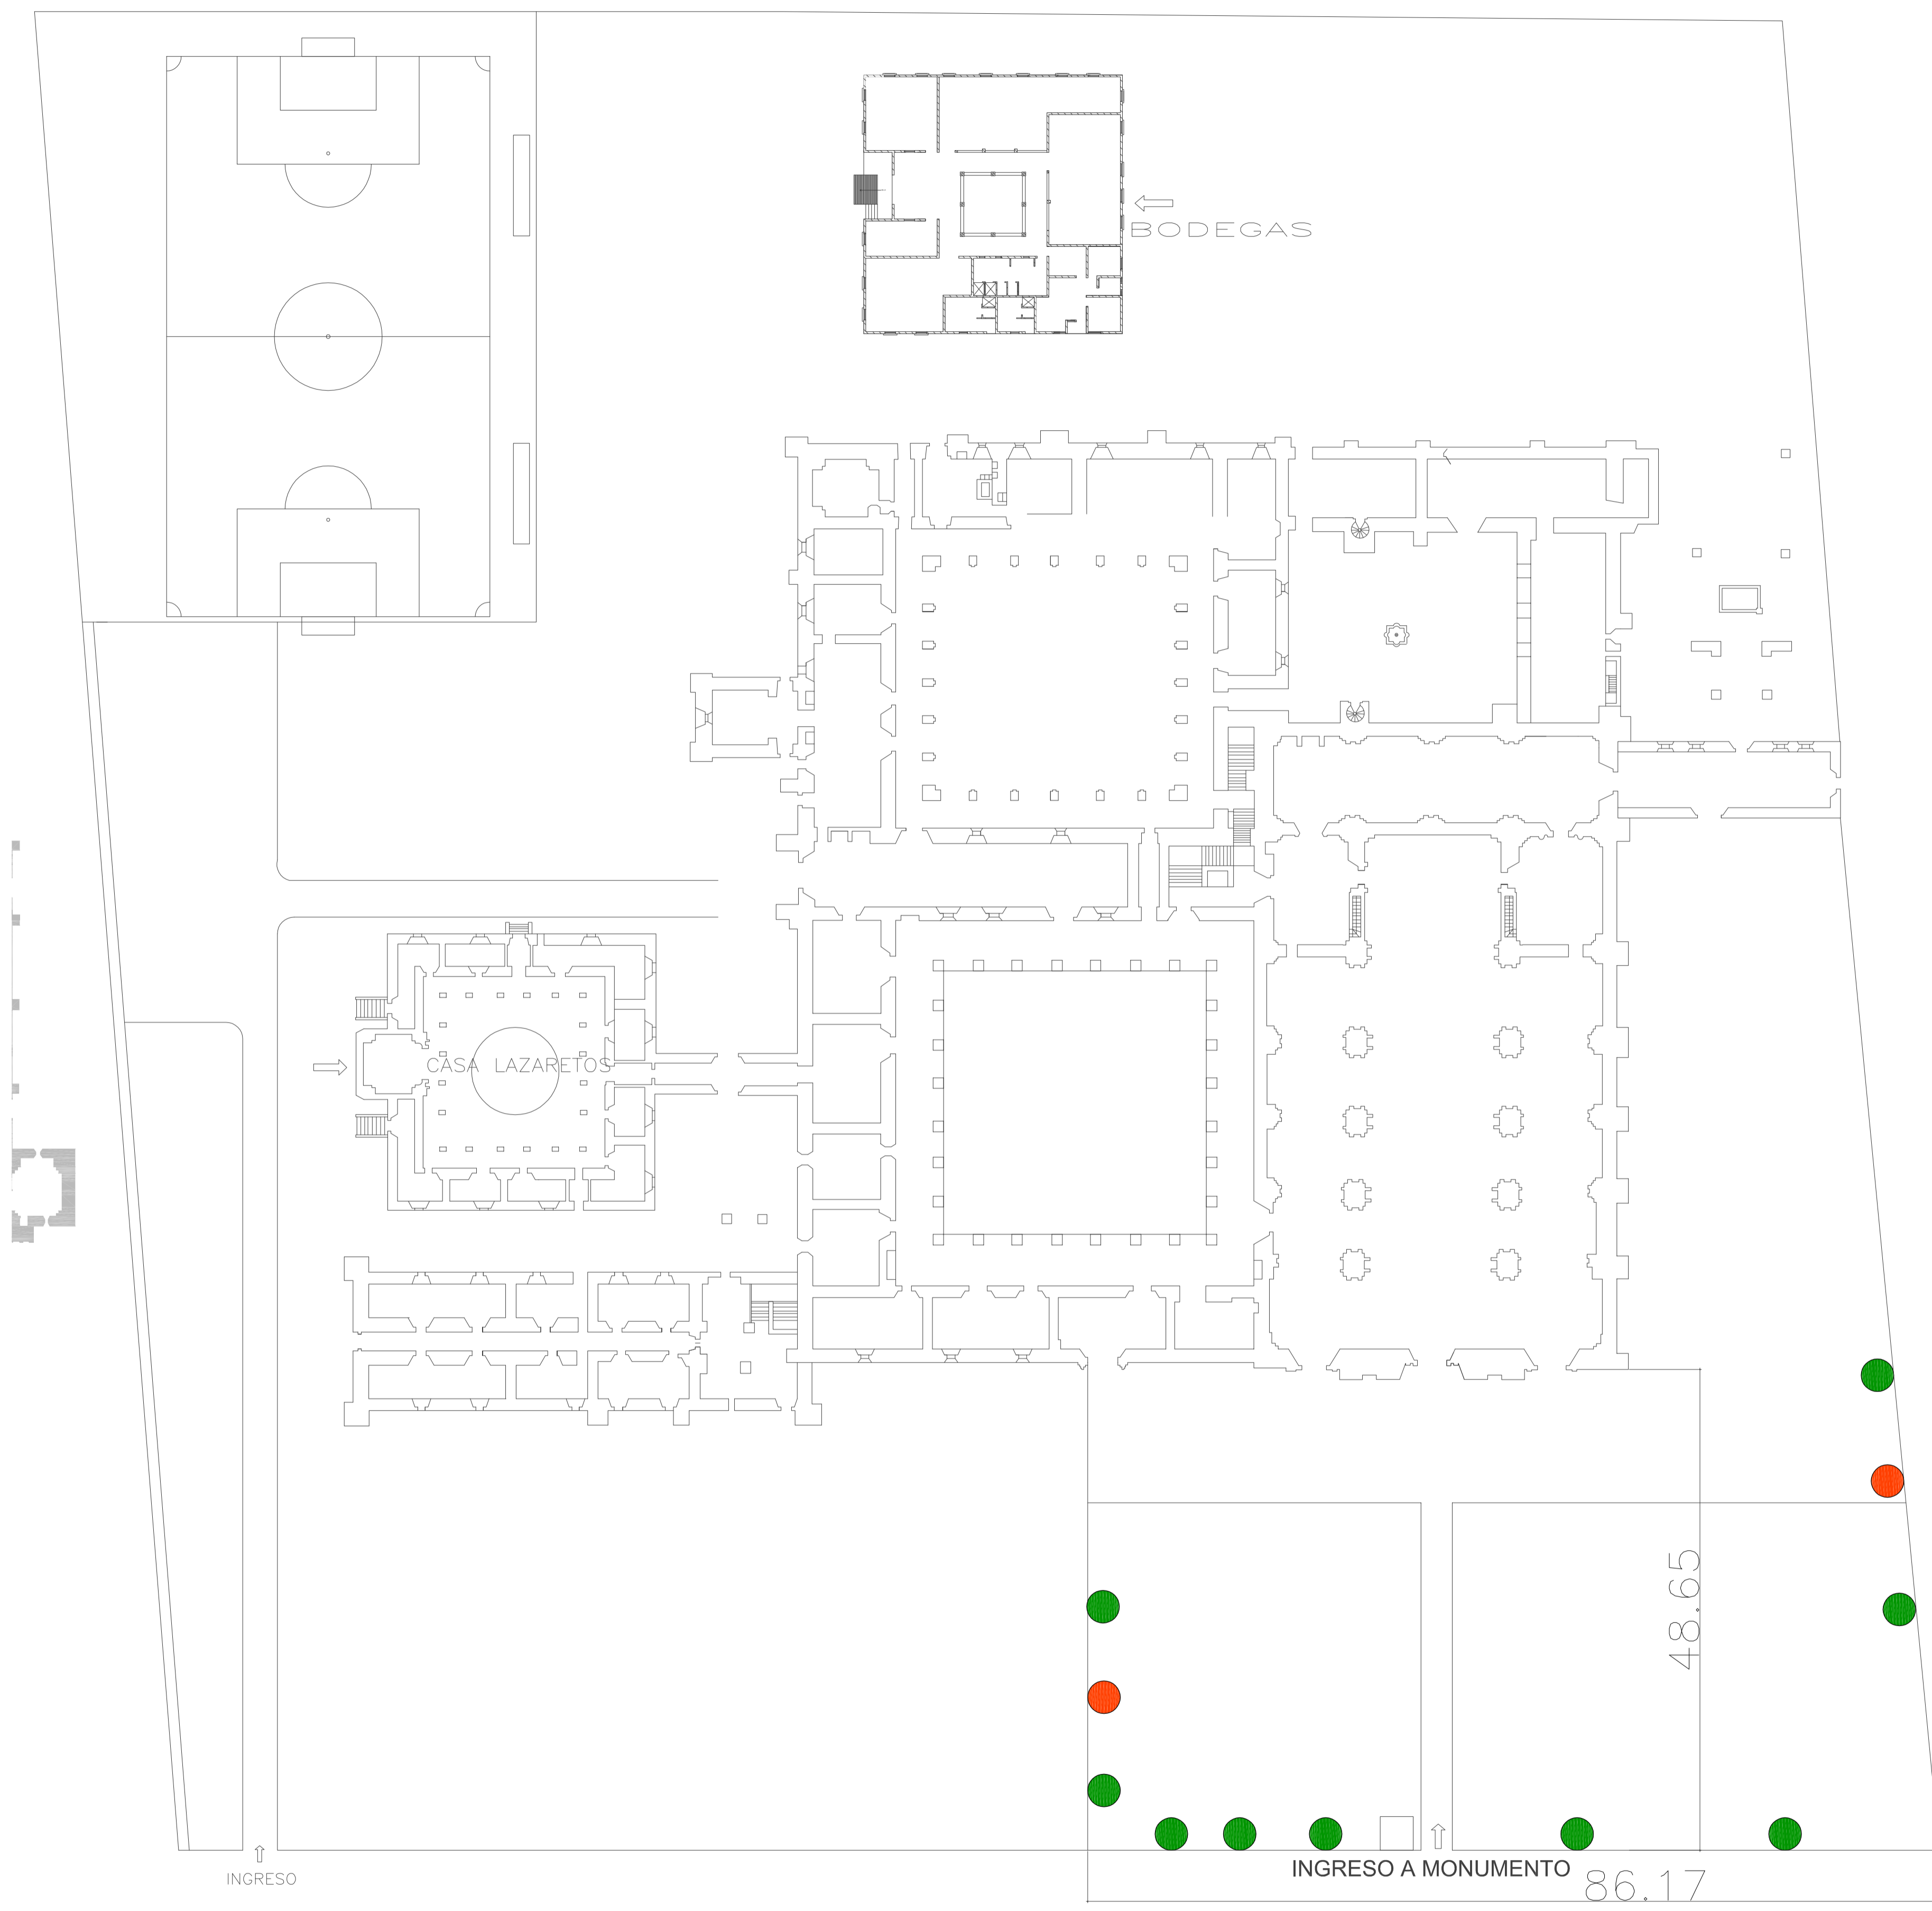 BODEGAS
CASA LAZARETOS
48.65
INGRESO A MONUMENTO
INGRESO
86.17